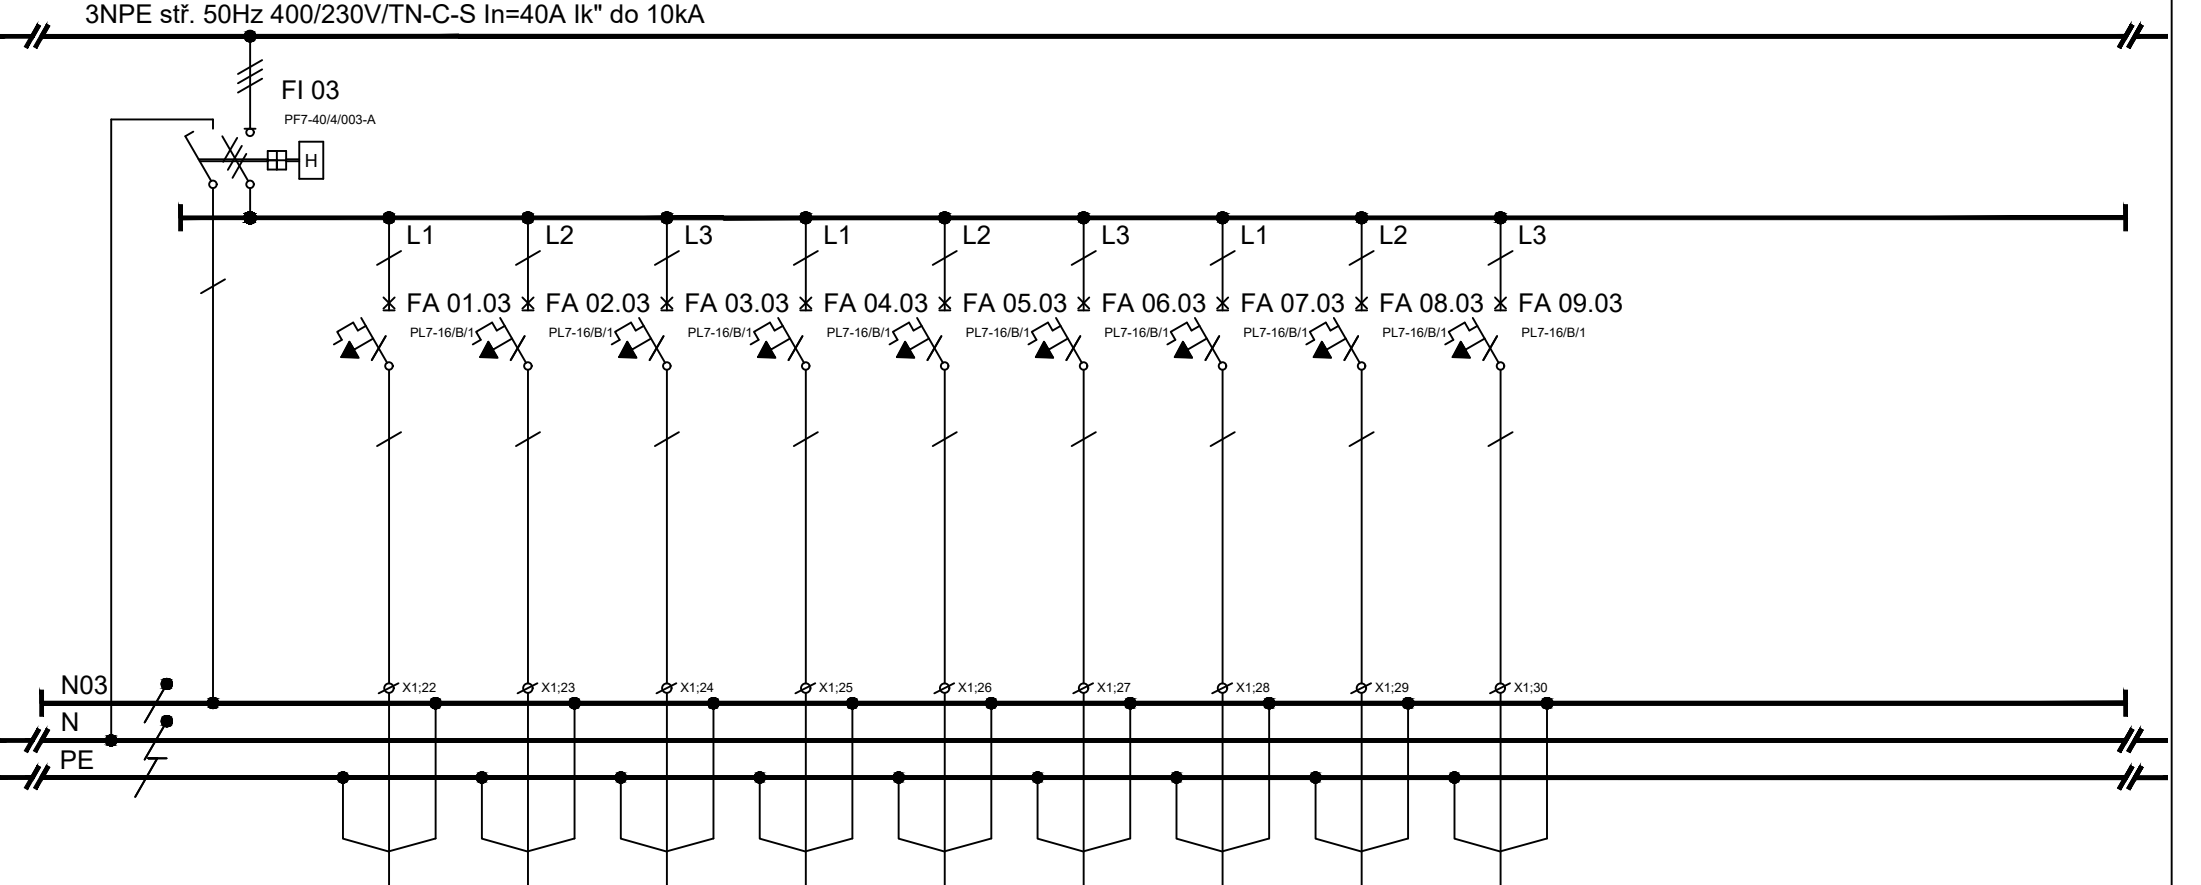 3NPE stř. 50Hz 400/230V/TN-C-S In=40A Ik" do 10kA
FI 03
PF7-40/4/003-A
H
L1 L2 L3 L1 L2 L3 L1 L2 L3
FA 01.03 FA 02.03 FA 03.03 FA 04.03 FA 05.03 FA 06.03 FA 07.03 FA 08.03 FA 09.03
PL7-16/B/1 PL7-16/B/1 PL7-16/B/1 PL7-16/B/1 PL7-16/B/1 PL7-16/B/1 PL7-16/B/1 PL7-16/B/1 PL7-16/B/1
N03 X1;22 X1;23 X1;24 X1;25 X1;26 X1;27 X1;28 X1;29 X1;30
N
PE